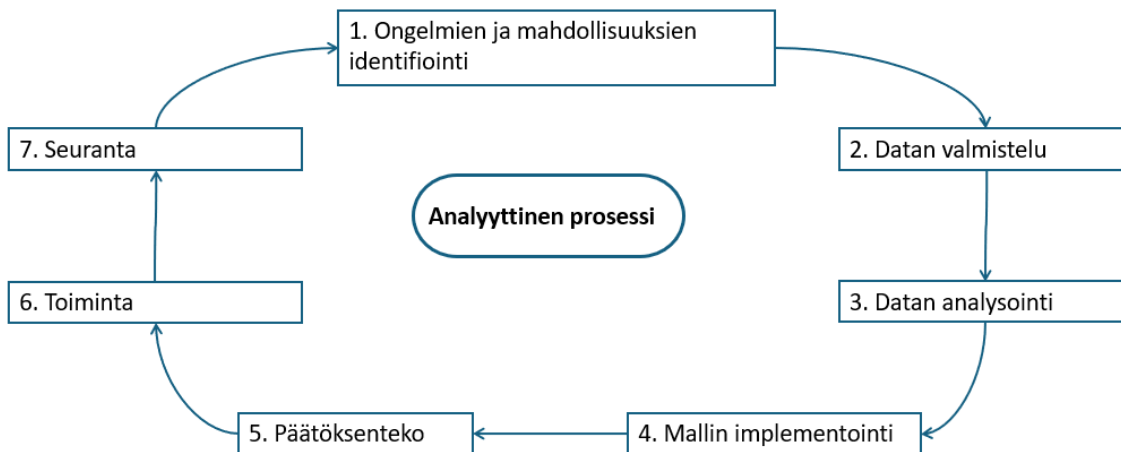 1. Ongelmien ja mahdollisuuksien
identifiointi
7. Seuranta
2. Datan valmistelu
Analyyttinen prosessi
6. Toiminta
3. Datan analysointi
5. Päätöksenteko
4. Mallin implementointi